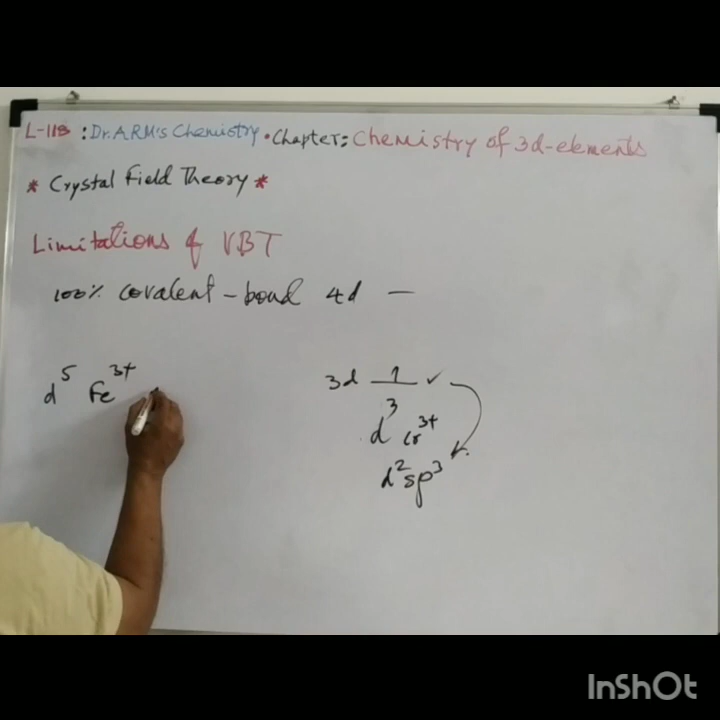 L-118 : Dr. ARM's Chemistry • Chapter: Chemistry of 3d-elements
* Crystal Field Theory *
Limitations of VBT
100% covalent - bond 4d —
d⁵ Fe³⁺
3d 1 ✓
d³ Cr³⁺
d²sp³
InShOt